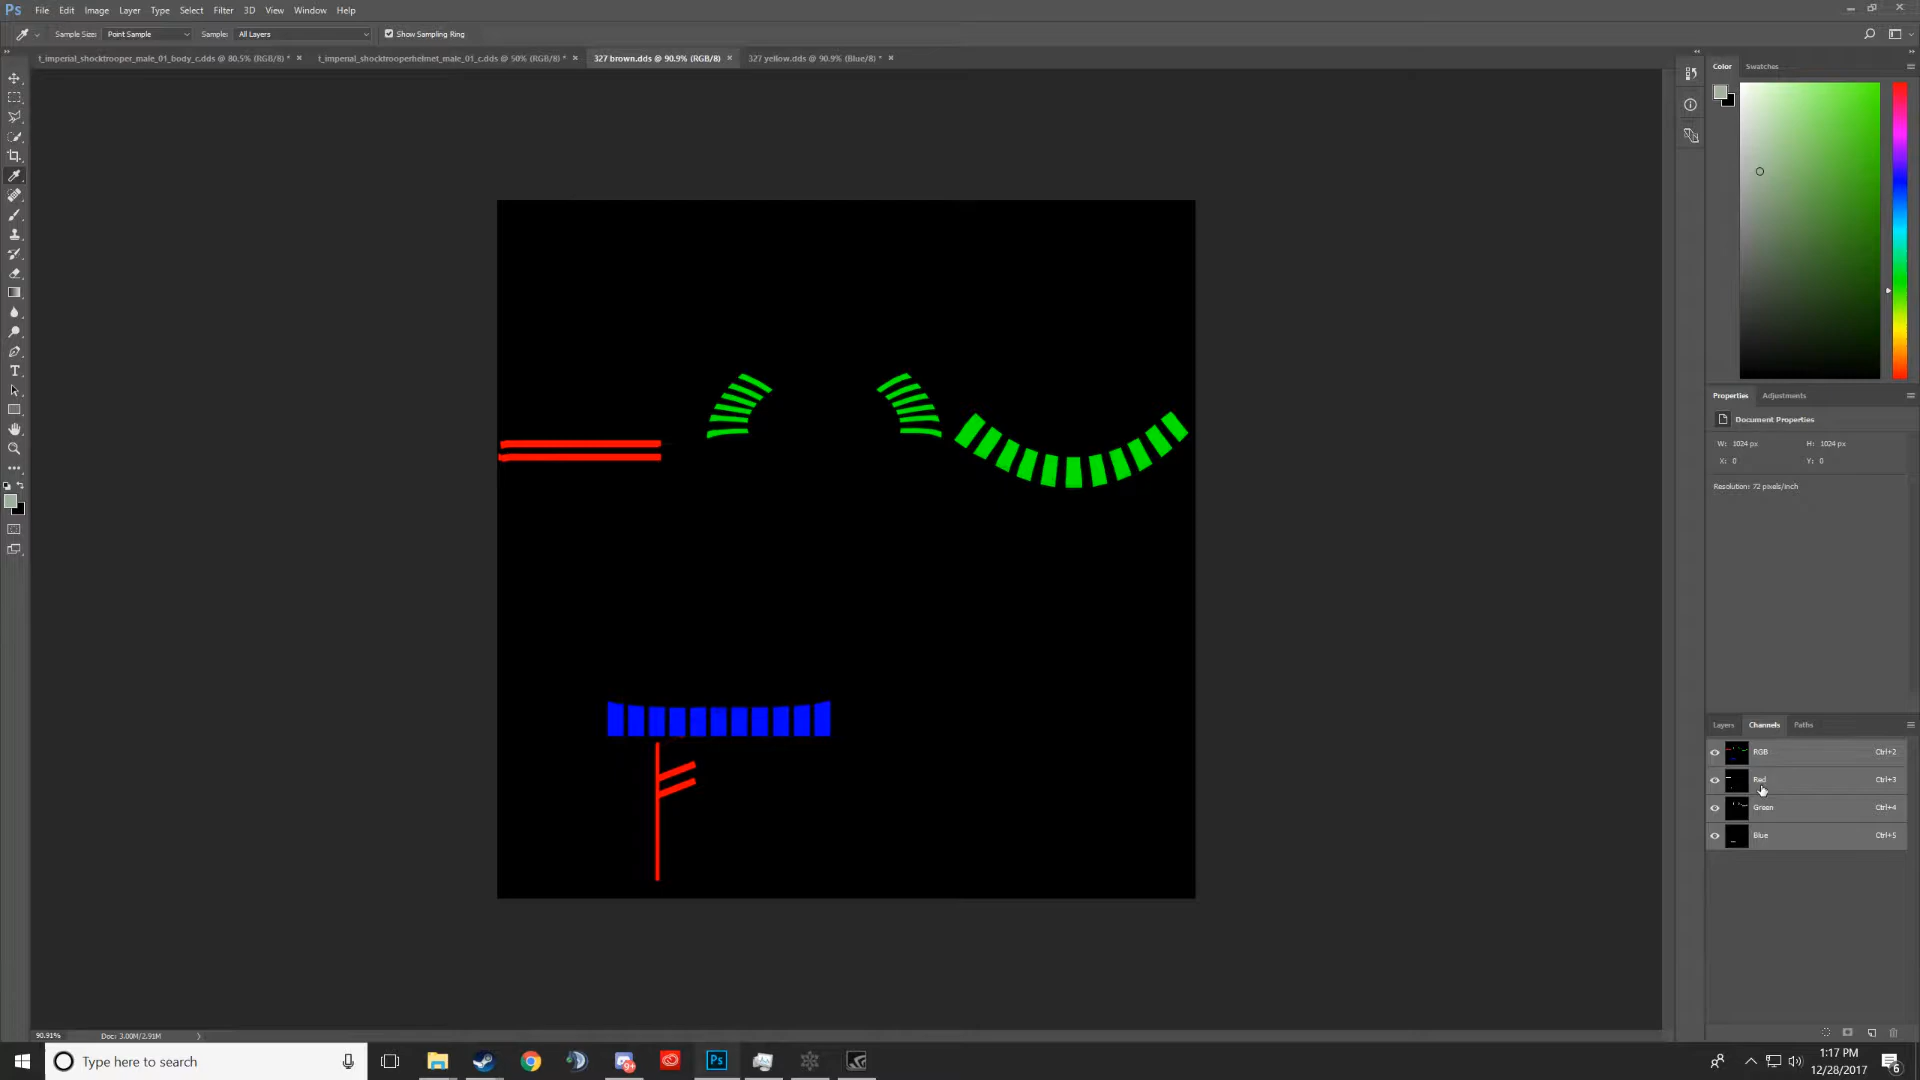 Ps File Edit Image Layer Type Select Filter 3D View Window Help
Sample Size: Point Sample Sample: All Layers Show Sampling Ring
t_imperial_shocktrooper_male_01_body_c.dds @ 80.5% (RGB/8) * × t_imperial_shocktrooperhelmet_male_01_c.dds @ 50% (RGB/8) * × 327 brown.dds @ 90.9% (RGB/8) × 327 yellow.dds @ 90.9% (Blue/8) * ×
Color Swatches
Properties Adjustments
Document Properties
W: 1024 px H: 1024 px
X: 0 Y: 0
Resolution: 72 pixels/inch
Layers Channels Paths
RGB Ctrl+2
Red Ctrl+3
Green Ctrl+4
Blue Ctrl+5
90.91% Doc: 3.00M/2.91M
Type here to search
9+
Ps
1:17 PM
12/28/2017
6